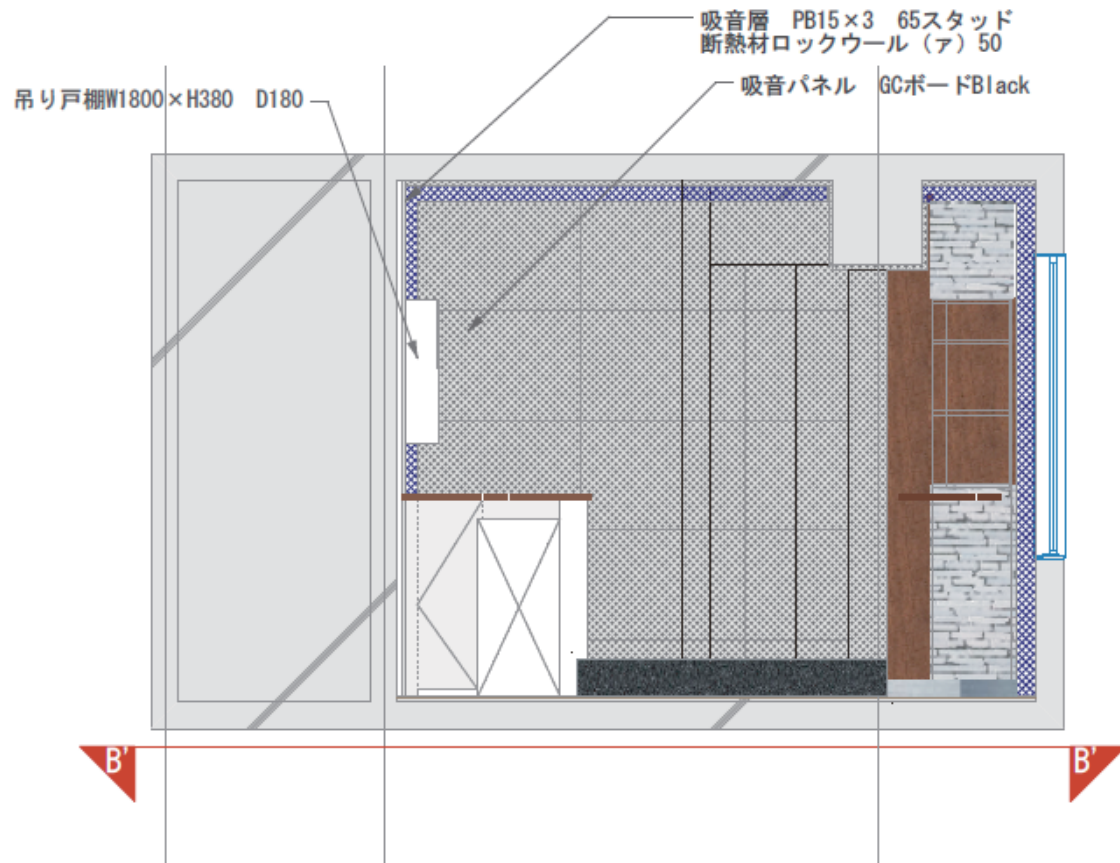 吸音層　PB15×3　65スタッド
断熱材ロックウール（ァ）50
吸音パネル　GCボードBlack
吊り戸棚W1800×H380　D180
B'
B'